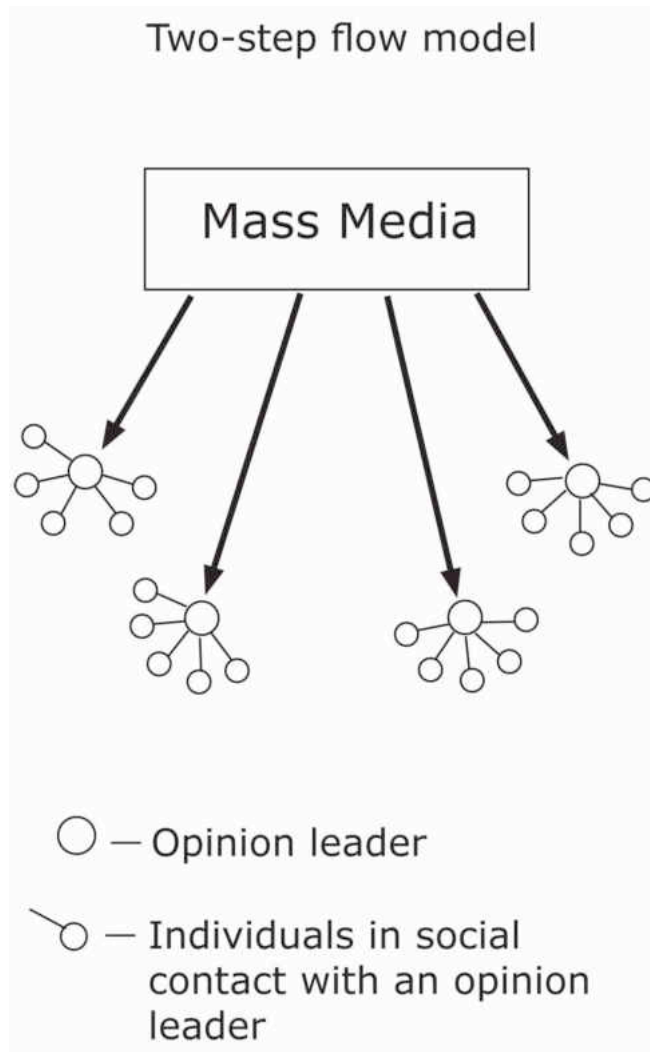 Two-step flow model
Mass Media
— Opinion leader
— Individuals in social
contact with an opinion
leader